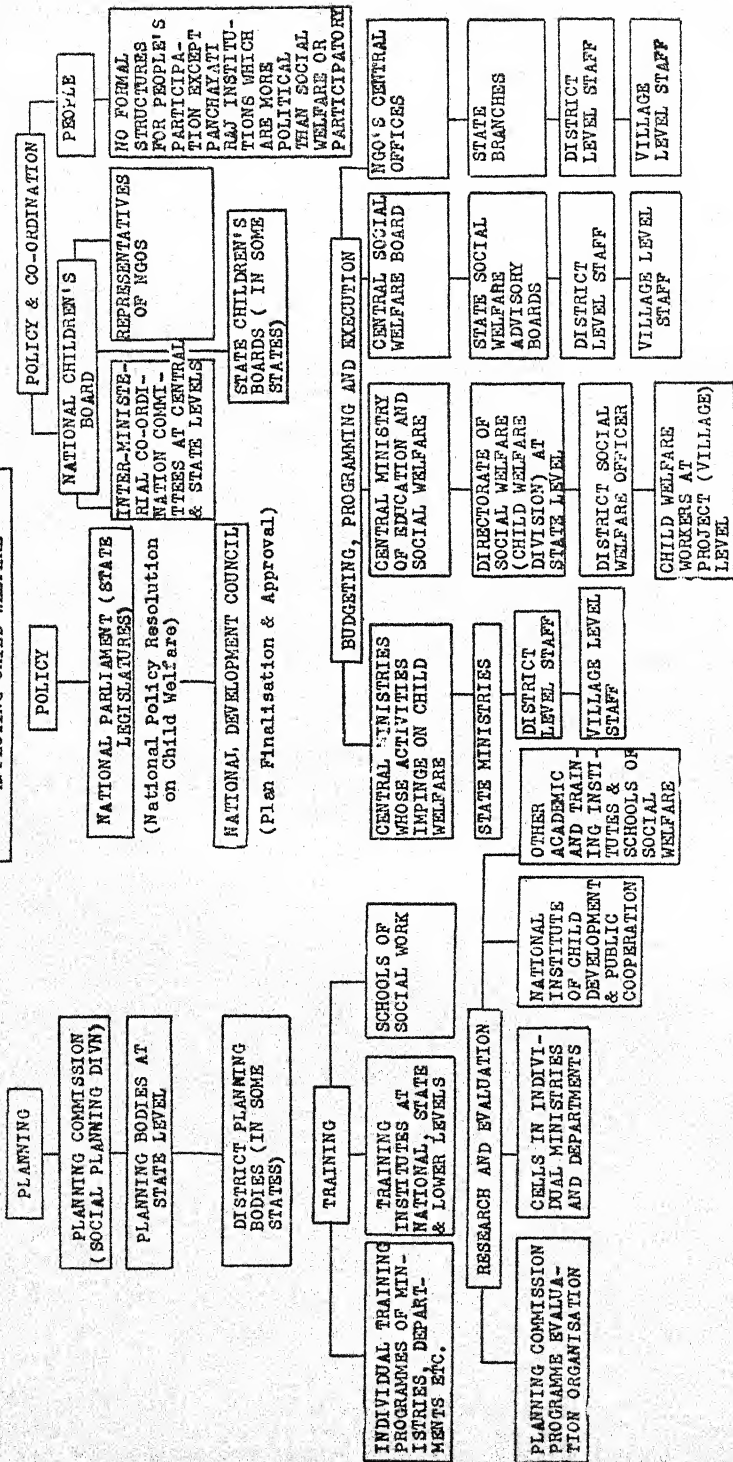 PLANNING
PLANNING COMMISSION
(SOCIAL PLANNING DIVN)
PLANNING BODIES AT
STATE LEVEL
DISTRICT PLANNING
BODIES (IN SOME
STATES)
POLICY
NATIONAL PARLIAMENT (STATE
LEGISLATURES)
(National Policy Resolution
on Child Welfare)
NATIONAL DEVELOPMENT COUNCIL
(Plan Finalisation & Approval)
POLICY & CO-ORDINATION
NATIONAL CHILDREN'S
BOARD
INTER-MINISTE-
RIAL CO-ORDI-
NATION COMMI-
TTEES AT CENTRAL
& STATE LEVELS
REPRESENTATIVES
OF NGOS
STATE CHILDREN'S
BOARDS ( IN SOME
STATES)
PEOPLE
NO FORMAL
STRUCTURES
FOR PEOPLE'S
PARTICIPA-
TION EXCEPT
PANCHAYATI
RAJ INSTITU-
TIONS WHICH
ARE MORE
POLITICAL
THAN SOCIAL
WELFARE OR
PARTICIPATORY
TRAINING
INDIVIDUAL TRAINING
PROGRAMMES OF MIN-
ISTRIES, DEPART-
MENTS ETC.
TRAINING
INSTITUTES AT
NATIONAL, STATE
& LOWER LEVELS
SCHOOLS OF
SOCIAL WORK
BUDGETING, PROGRAMMING AND EXECUTION
CENTRAL MINISTRIES
WHOSE ACTIVITIES
IMPINGE ON CHILD
WELFARE
STATE MINISTRIES
DISTRICT
LEVEL STAFF
VILLAGE LEVEL
STAFF
CENTRAL MINISTRY
OF EDUCATION AND
SOCIAL WELFARE
DIRECTORATE OF
SOCIAL WELFARE
(CHILD WELFARE
DIVISION) AT
STATE LEVEL
DISTRICT SOCIAL
WELFARE OFFICER
CHILD WELFARE
WORKERS AT
PROJECT (VILLAGE)
LEVEL
CENTRAL SOCIAL
WELFARE BOARD
STATE SOCIAL
WELFARE
ADVISORY
BOARDS
DISTRICT
LEVEL STAFF
VILLAGE LEVEL
STAFF
NGO'S CENTRAL
OFFICES
STATE
BRANCHES
DISTRICT
LEVEL STAFF
VILLAGE
LEVEL STAFF
RESEARCH AND EVALUATION
PLANNING COMMISSION
PROGRAMME EVALUA-
TION ORGANISATION
CELLS IN INDIVI-
DUAL MINISTRIES
AND DEPARTMENTS
NATIONAL
INSTITUTE
OF CHILD
DEVELOPMENT
& PUBLIC
COOPERATION
OTHER
ACADEMIC
AND TRAIN-
ING INSTI-
TUTES &
SCHOOLS OF
SOCIAL
WELFARE